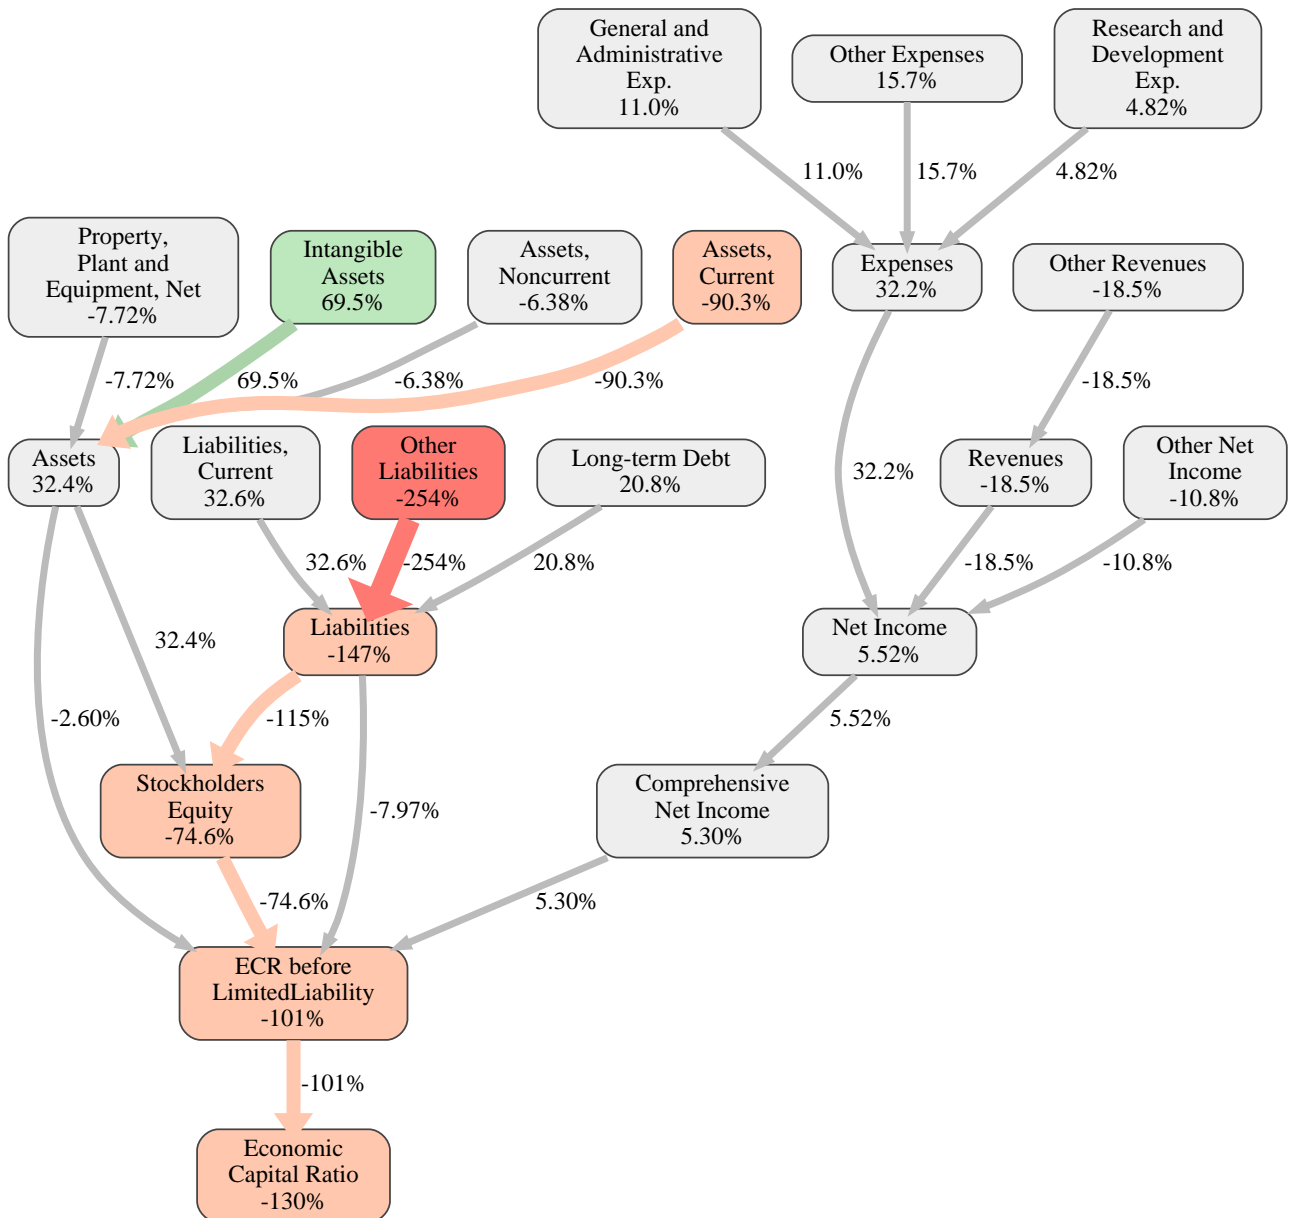 General and
Administrative
Exp.
11.0%
Other Expenses
15.7%
Research and
Development
Exp.
4.82%
11.0%
15.7%
4.82%
Property,
Plant and
Equipment, Net
-7.72%
Intangible
Assets
69.5%
Assets,
Noncurrent
-6.38%
Assets,
Current
-90.3%
Expenses
32.2%
Other Revenues
-18.5%
-7.72%
69.5%
-6.38%
-90.3%
-18.5%
Assets
32.4%
Liabilities,
Current
32.6%
Other
Liabilities
-254%
Long-term Debt
20.8%
32.2%
Revenues
-18.5%
Other Net
Income
-10.8%
32.6%
-254%
20.8%
-18.5%
-10.8%
32.4%
Liabilities
-147%
Net Income
5.52%
-2.60%
-115%
5.52%
Stockholders
Equity
-74.6%
-7.97%
Comprehensive
Net Income
5.30%
-74.6%
5.30%
ECR before
LimitedLiability
-101%
-101%
Economic
Capital Ratio
-130%